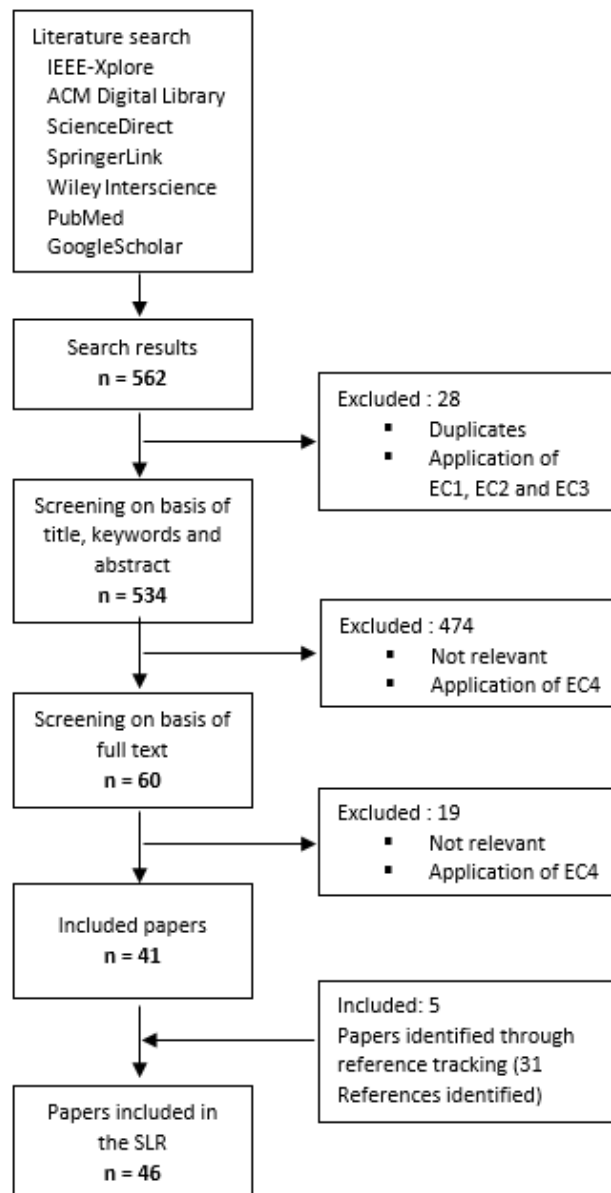 Literature search
IEEE-Xplore
ACM Digital Library
ScienceDirect
SpringerLink
Wiley Interscience
PubMed
GoogleScholar
Search results
n = 562
Excluded : 28
▪ Duplicates
▪ Application of
EC1, EC2 and EC3
Screening on basis of
title, keywords and
abstract
n = 534
Excluded : 474
▪ Not relevant
▪ Application of EC4
Screening on basis of
full text
n = 60
Excluded : 19
▪ Not relevant
▪ Application of EC4
Included papers
n = 41
Included: 5
Papers identified through
reference tracking (31
References identified)
Papers included in
the SLR
n = 46